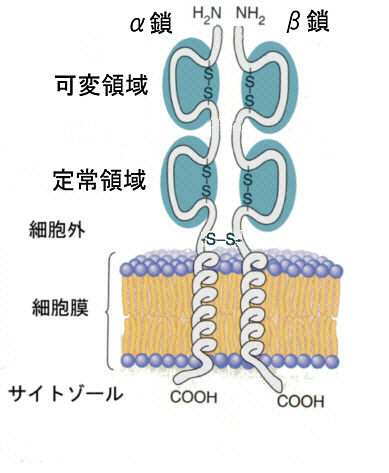 α鎖 H₂N NH₂ β鎖
S-S S-S
可変領域
S-S S-S
定常領域
細胞外 S-S
細胞膜
サイトゾール COOH COOH